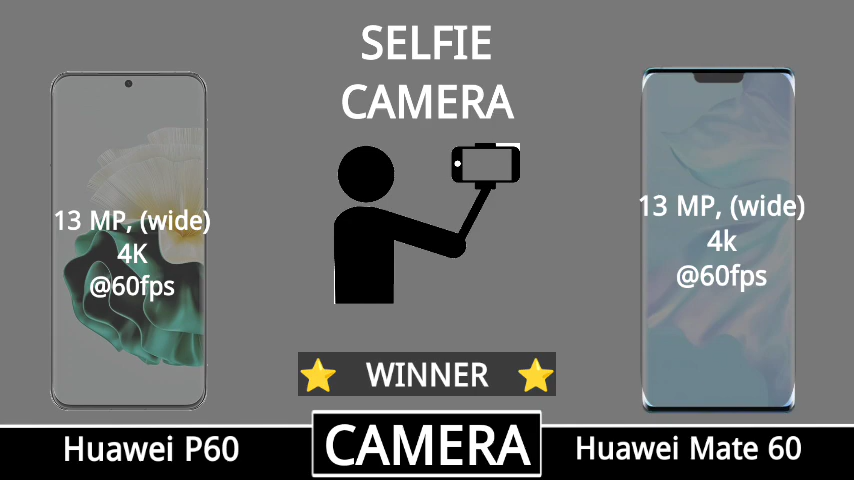 SELFIE
CAMERA
13 MP, (wide)
4K
@60fps
13 MP, (wide)
4k
@60fps
WINNER
Huawei P60
CAMERA
Huawei Mate 60